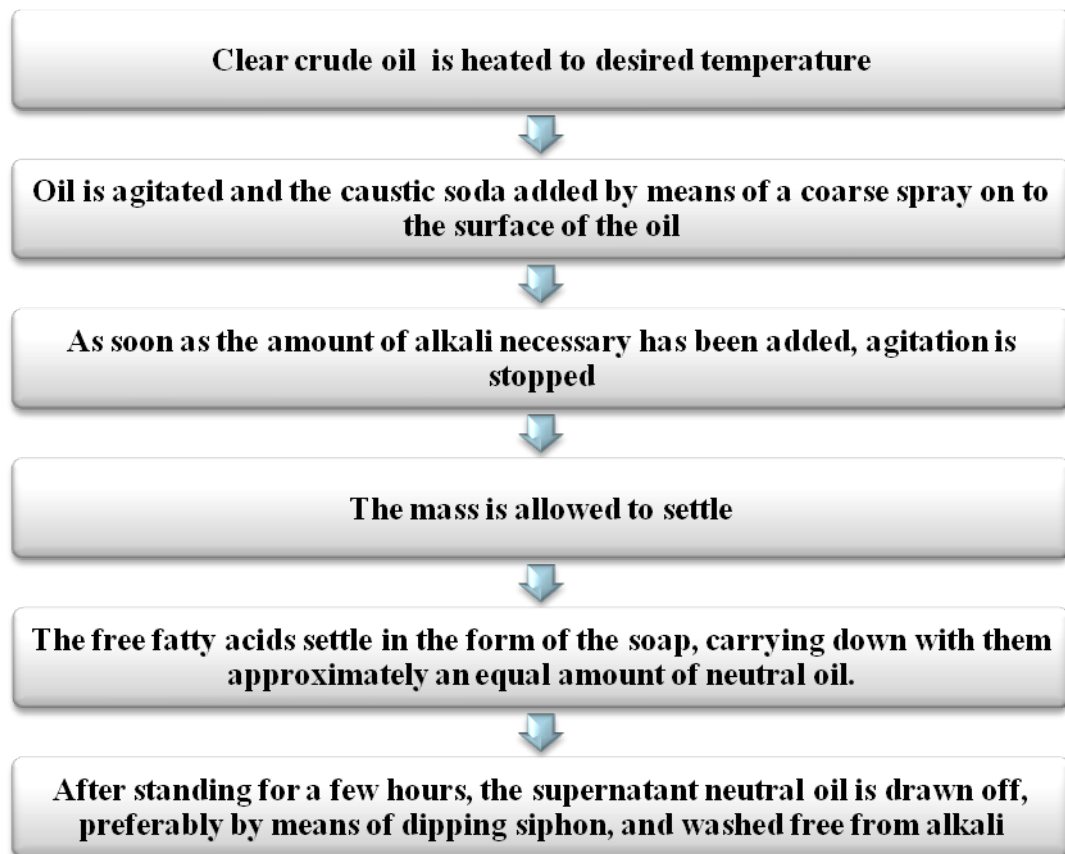 Clear crude oil is heated to desired temperature
Oil is agitated and the caustic soda added by means of a coarse spray on to
the surface of the oil
As soon as the amount of alkali necessary has been added, agitation is
stopped
The mass is allowed to settle
The free fatty acids settle in the form of the soap, carrying down with them
approximately an equal amount of neutral oil.
After standing for a few hours, the supernatant neutral oil is drawn off,
preferably by means of dipping siphon, and washed free from alkali